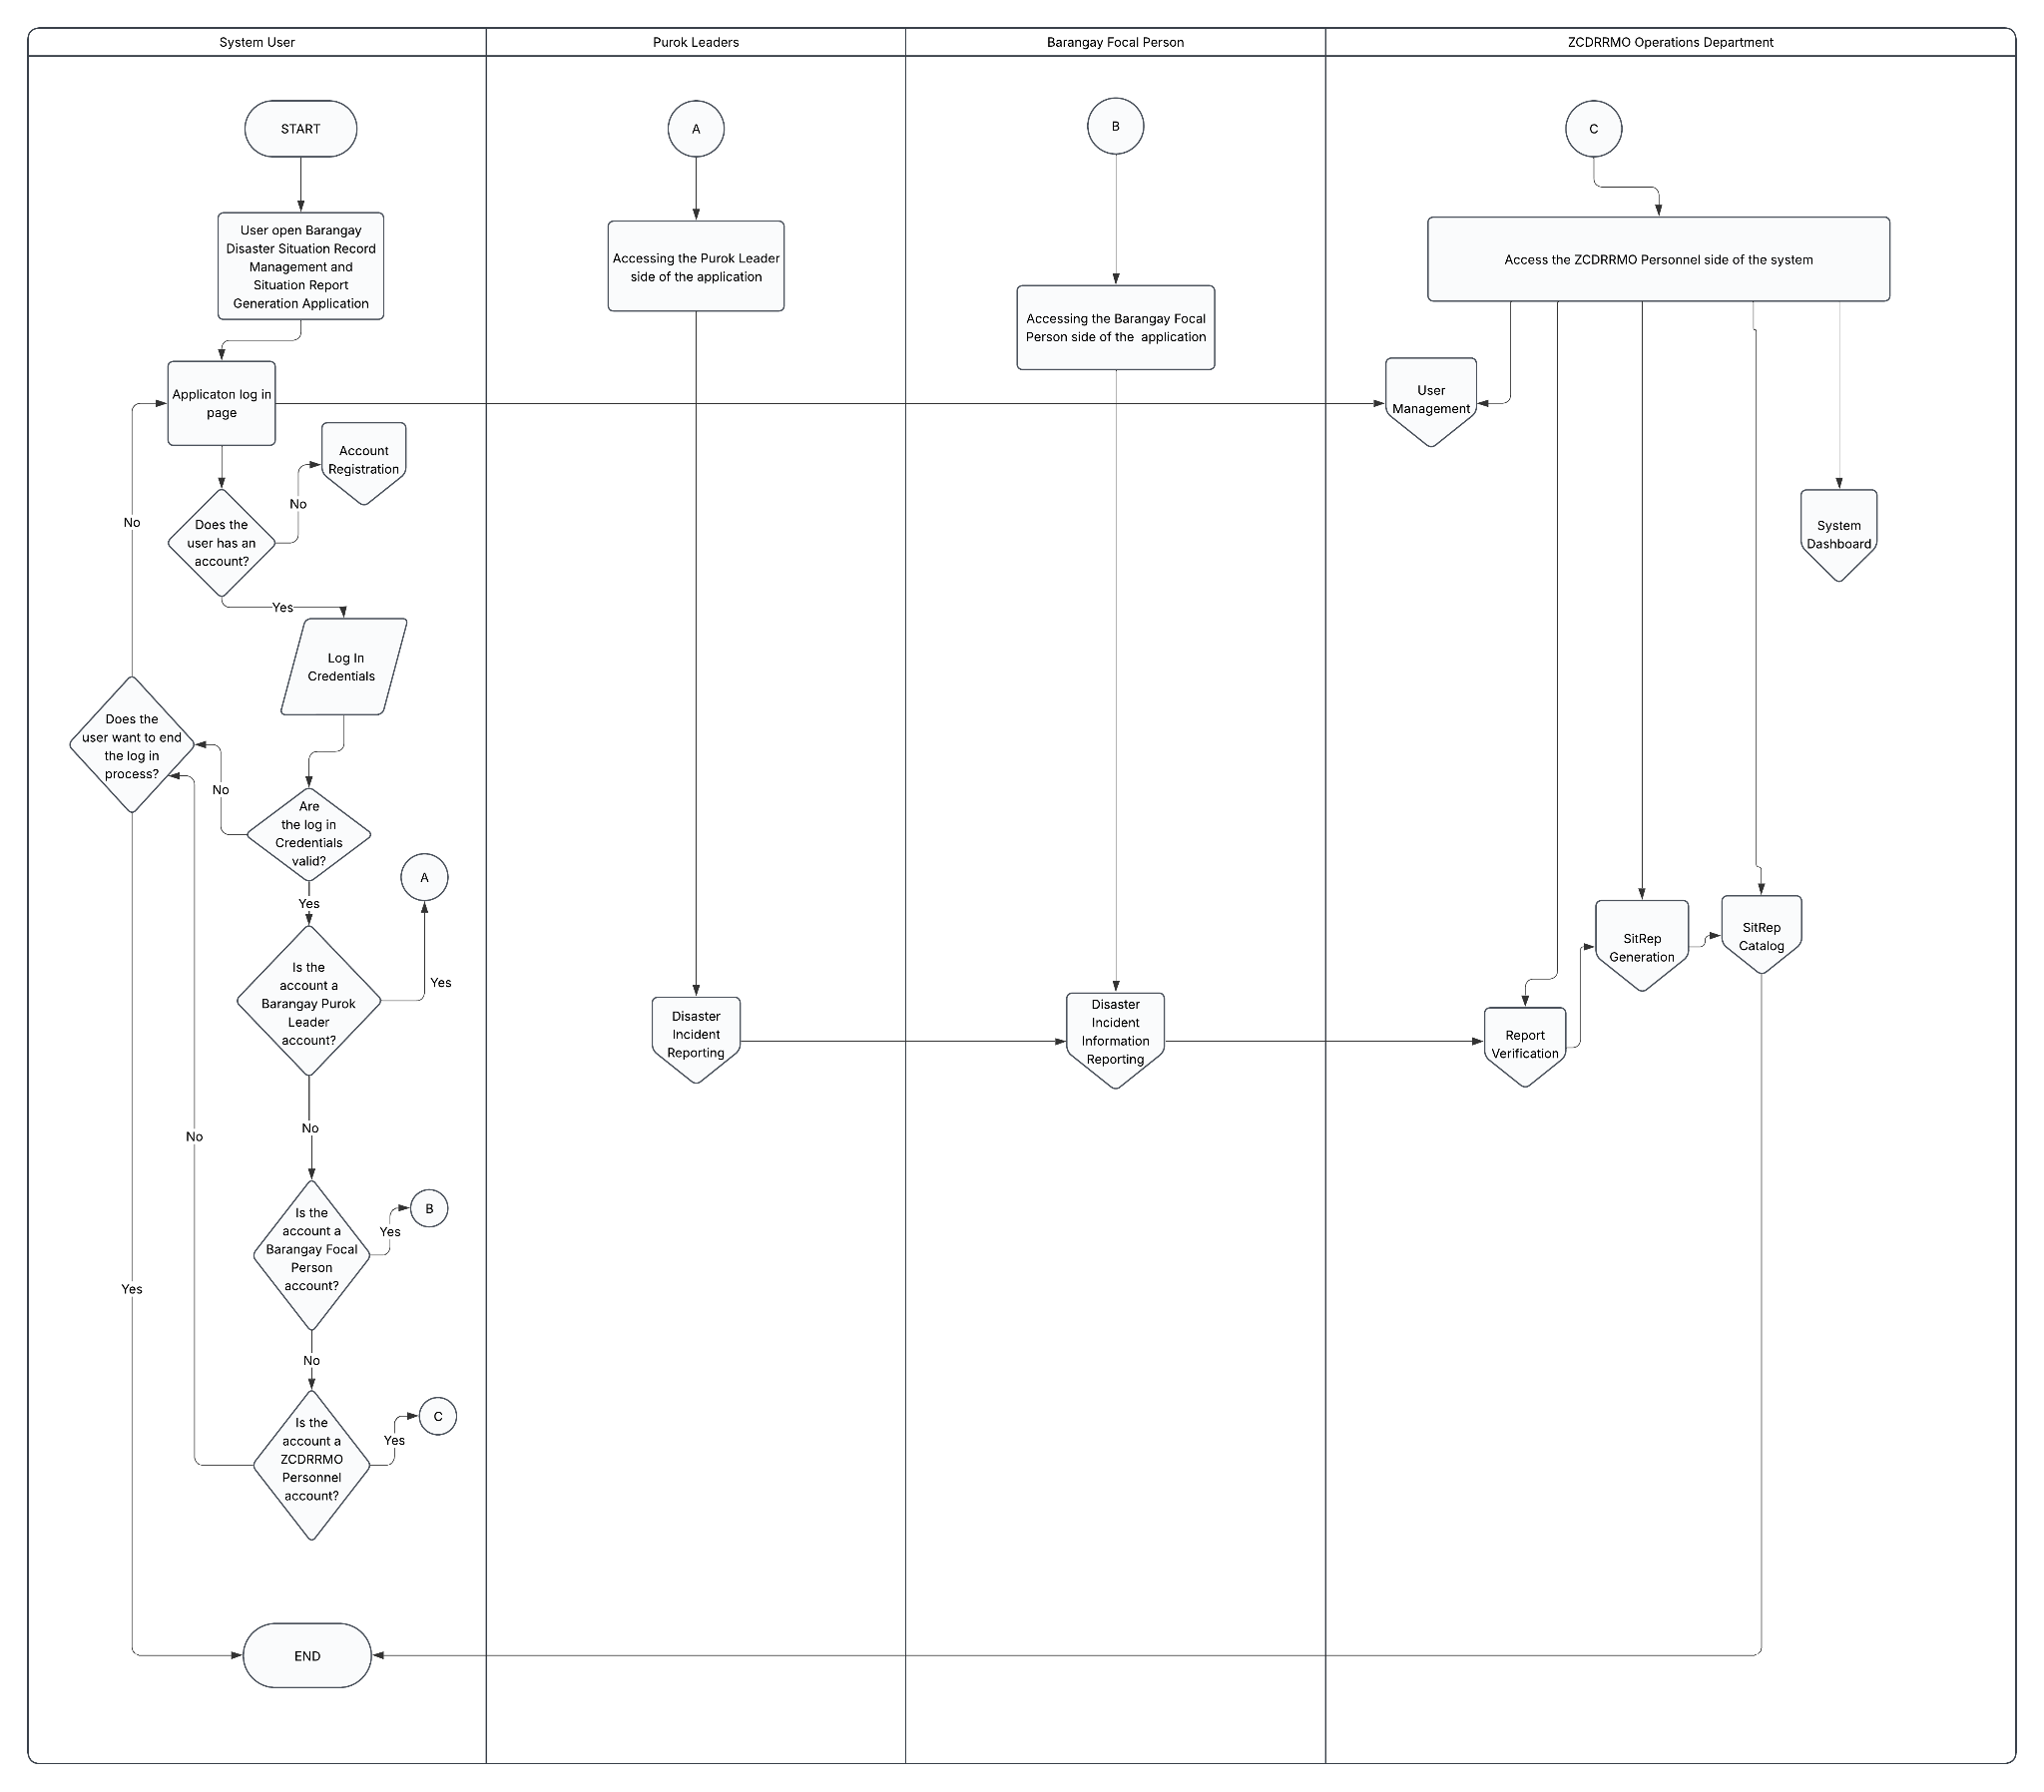 System User
Purok Leaders
Barangay Focal Person
ZCDRRMO Operations Department
START
User open Barangay
Disaster Situation Record
Management and
Situation Report
Generation Application
Applicaton log in
page
Account
Registration
No
No
Does the
user has an
account?
Yes
Log In
Credentials
Does the
user want to end
the log in
process?
No
Are
the log in
Credentials
valid?
A
Yes
Is the
account a
Barangay Purok
Leader
account?
Yes
No
No
Is the
account a
Barangay Focal
Person
account?
Yes
B
Yes
No
Is the
account a
ZCDRRMO
Personnel
account?
Yes
C
END
A
Accessing the Purok Leader
side of the application
Disaster
Incident
Reporting
B
Accessing the Barangay Focal
Person side of the  application
Disaster
Incident
Information
Reporting
C
Access the ZCDRRMO Personnel side of the system
User
Management
System
Dashboard
SitRep
Generation
SitRep
Catalog
Report
Verification